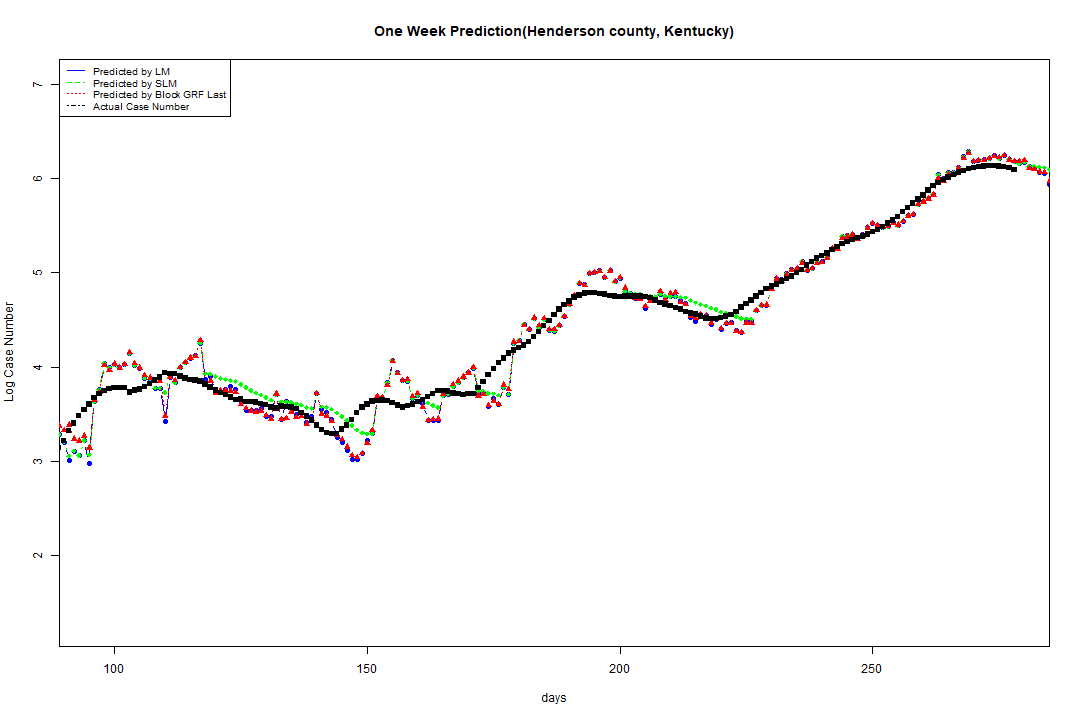 One Week Prediction(Henderson county, Kentucky)
Predicted by LM
Predicted by SLM
Predicted by Block GRF Last
Actual Case Number
7
6
5
4
3
2
Log Case Number
100 150 200 250
days